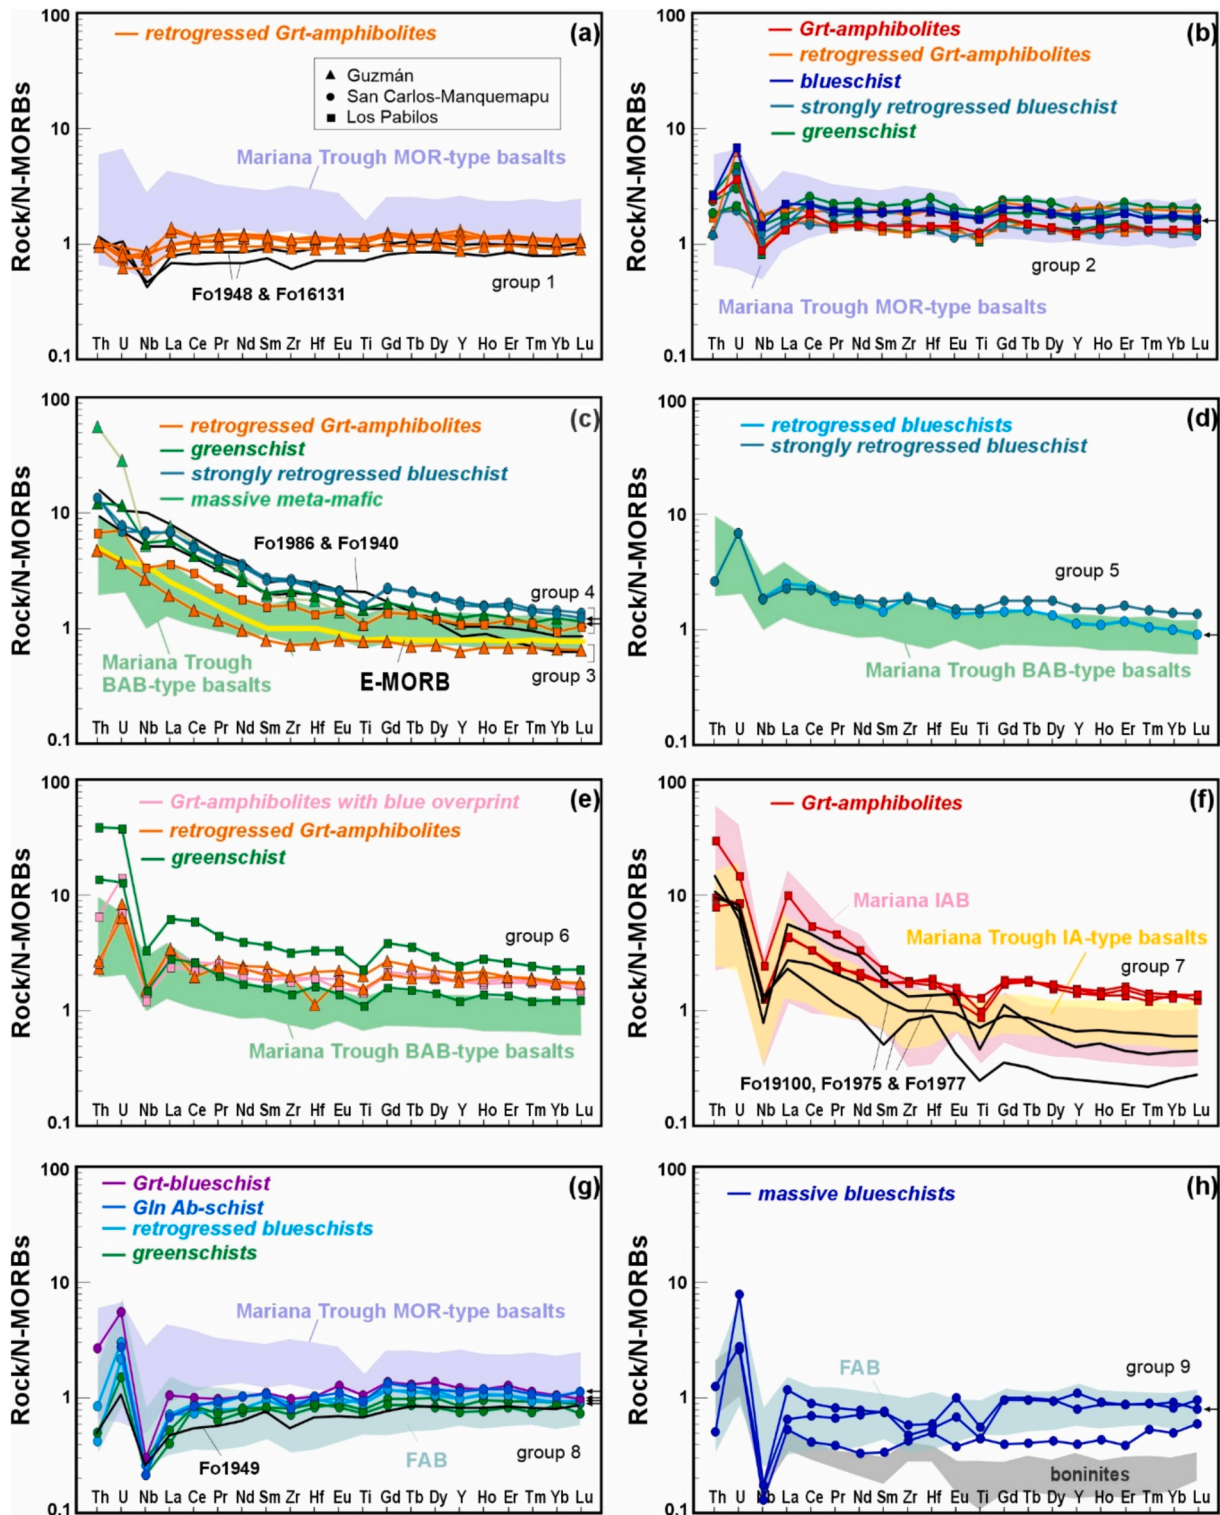 100
(a)
retrogressed Grt-amphibolites
Guzmán
San Carlos-Manquemapu
Los Pabilos
10
Mariana Trough MOR-type basalts
1
Fo1948 & Fo16131
group 1
0.1
Th U Nb La Ce Pr Nd Sm Zr Hf Eu Ti Gd Tb Dy Y Ho Er Tm Yb Lu
Rock/N-MORBs
100
(b)
Grt-amphibolites
retrogressed Grt-amphibolites
blueschist
strongly retrogressed blueschist
greenschist
10
1
group 2
Mariana Trough MOR-type basalts
0.1
Th U Nb La Ce Pr Nd Sm Zr Hf Eu Ti Gd Tb Dy Y Ho Er Tm Yb Lu
Rock/N-MORBs
100
(c)
retrogressed Grt-amphibolites
greenschist
strongly retrogressed blueschist
massive meta-mafic
10
Fo1986 & Fo1940
group 4
1
Mariana Trough
BAB-type basalts
E-MORB
group 3
0.1
Th U Nb La Ce Pr Nd Sm Zr Hf Eu Ti Gd Tb Dy Y Ho Er Tm Yb Lu
Rock/N-MORBs
100
(d)
retrogressed blueschists
strongly retrogressed blueschist
10
group 5
1
Mariana Trough BAB-type basalts
0.1
Th U Nb La Ce Pr Nd Sm Zr Hf Eu Ti Gd Tb Dy Y Ho Er Tm Yb Lu
Rock/N-MORBs
100
(e)
Grt-amphibolites with blue overprint
retrogressed Grt-amphibolites
greenschist
10
group 6
1
Mariana Trough BAB-type basalts
0.1
Th U Nb La Ce Pr Nd Sm Zr Hf Eu Ti Gd Tb Dy Y Ho Er Tm Yb Lu
Rock/N-MORBs
100
(f)
Grt-amphibolites
10
Mariana IAB
Mariana Trough IA-type basalts
group 7
1
Fo19100, Fo1975 & Fo1977
0.1
Th U Nb La Ce Pr Nd Sm Zr Hf Eu Ti Gd Tb Dy Y Ho Er Tm Yb Lu
Rock/N-MORBs
100
(g)
Grt-blueschist
Gln Ab-schist
retrogressed blueschists
greenschists
10
Mariana Trough MOR-type basalts
1
Fo1949
FAB
group 8
0.1
Th U Nb La Ce Pr Nd Sm Zr Hf Eu Ti Gd Tb Dy Y Ho Er Tm Yb Lu
Rock/N-MORBs
100
(h)
massive blueschists
10
FAB
group 9
1
boninites
0.1
Th U Nb La Ce Pr Nd Sm Zr Hf Eu Ti Gd Tb Dy Y Ho Er Tm Yb Lu
Rock/N-MORBs